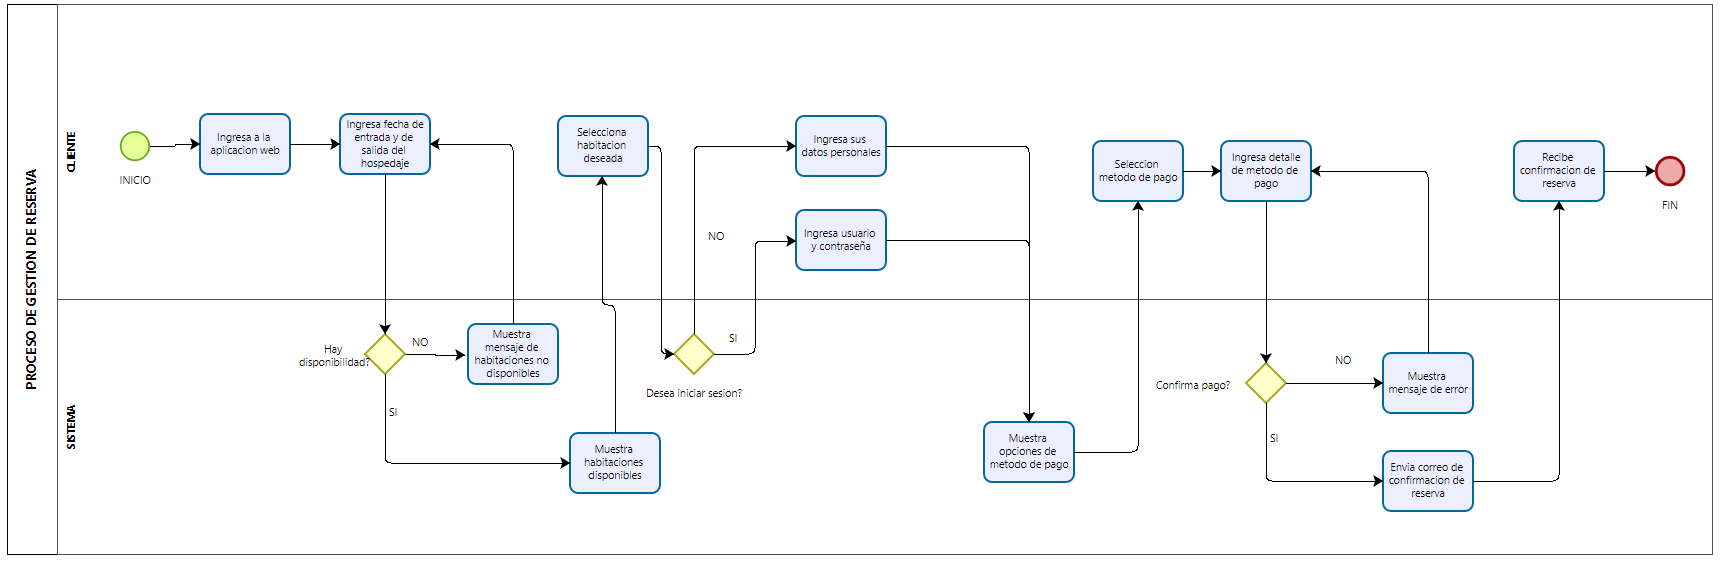 PROCESO DE GESTION DE RESERVA
CLIENTE
INICIO
Ingresa a la
aplicacion web
Ingresa fecha de
entrada y de
salida del
hospedaje
Selecciona
habitacion
deseada
Ingresa sus
datos personales
NO
Ingresa usuario
y contraseña
Seleccion
metodo de pago
Ingresa detalle
de metodo de
pago
Recibe
confirmacion de
reserva
FIN
SISTEMA
Hay
disponibilidad?
NO
Muestra
mensaje de
habitaciones no
disponibles
SI
Muestra
habitaciones
disponibles
SI
Desea iniciar sesion?
Muestra
opciones de
metodo de pago
Confirma pago?
NO
Muestra
mensaje de error
SI
Envia correo de
confirmacion de
reserva